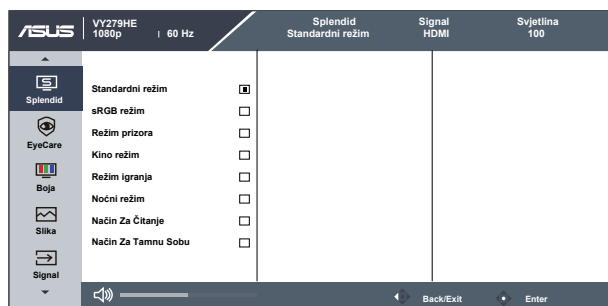 ASUS
VY279HE
1080p | 60 Hz
Splendid
Standardni režim
Signal
HDMI
Svjetlina
100
Splendid
EyeCare
Boja
Slika
Signal
Standardni režim
sRGB režim
Režim prizora
Kino režim
Režim igranja
Noćni režim
Način Za Čitanje
Način Za Tamnu Sobu
Back/Exit
Enter